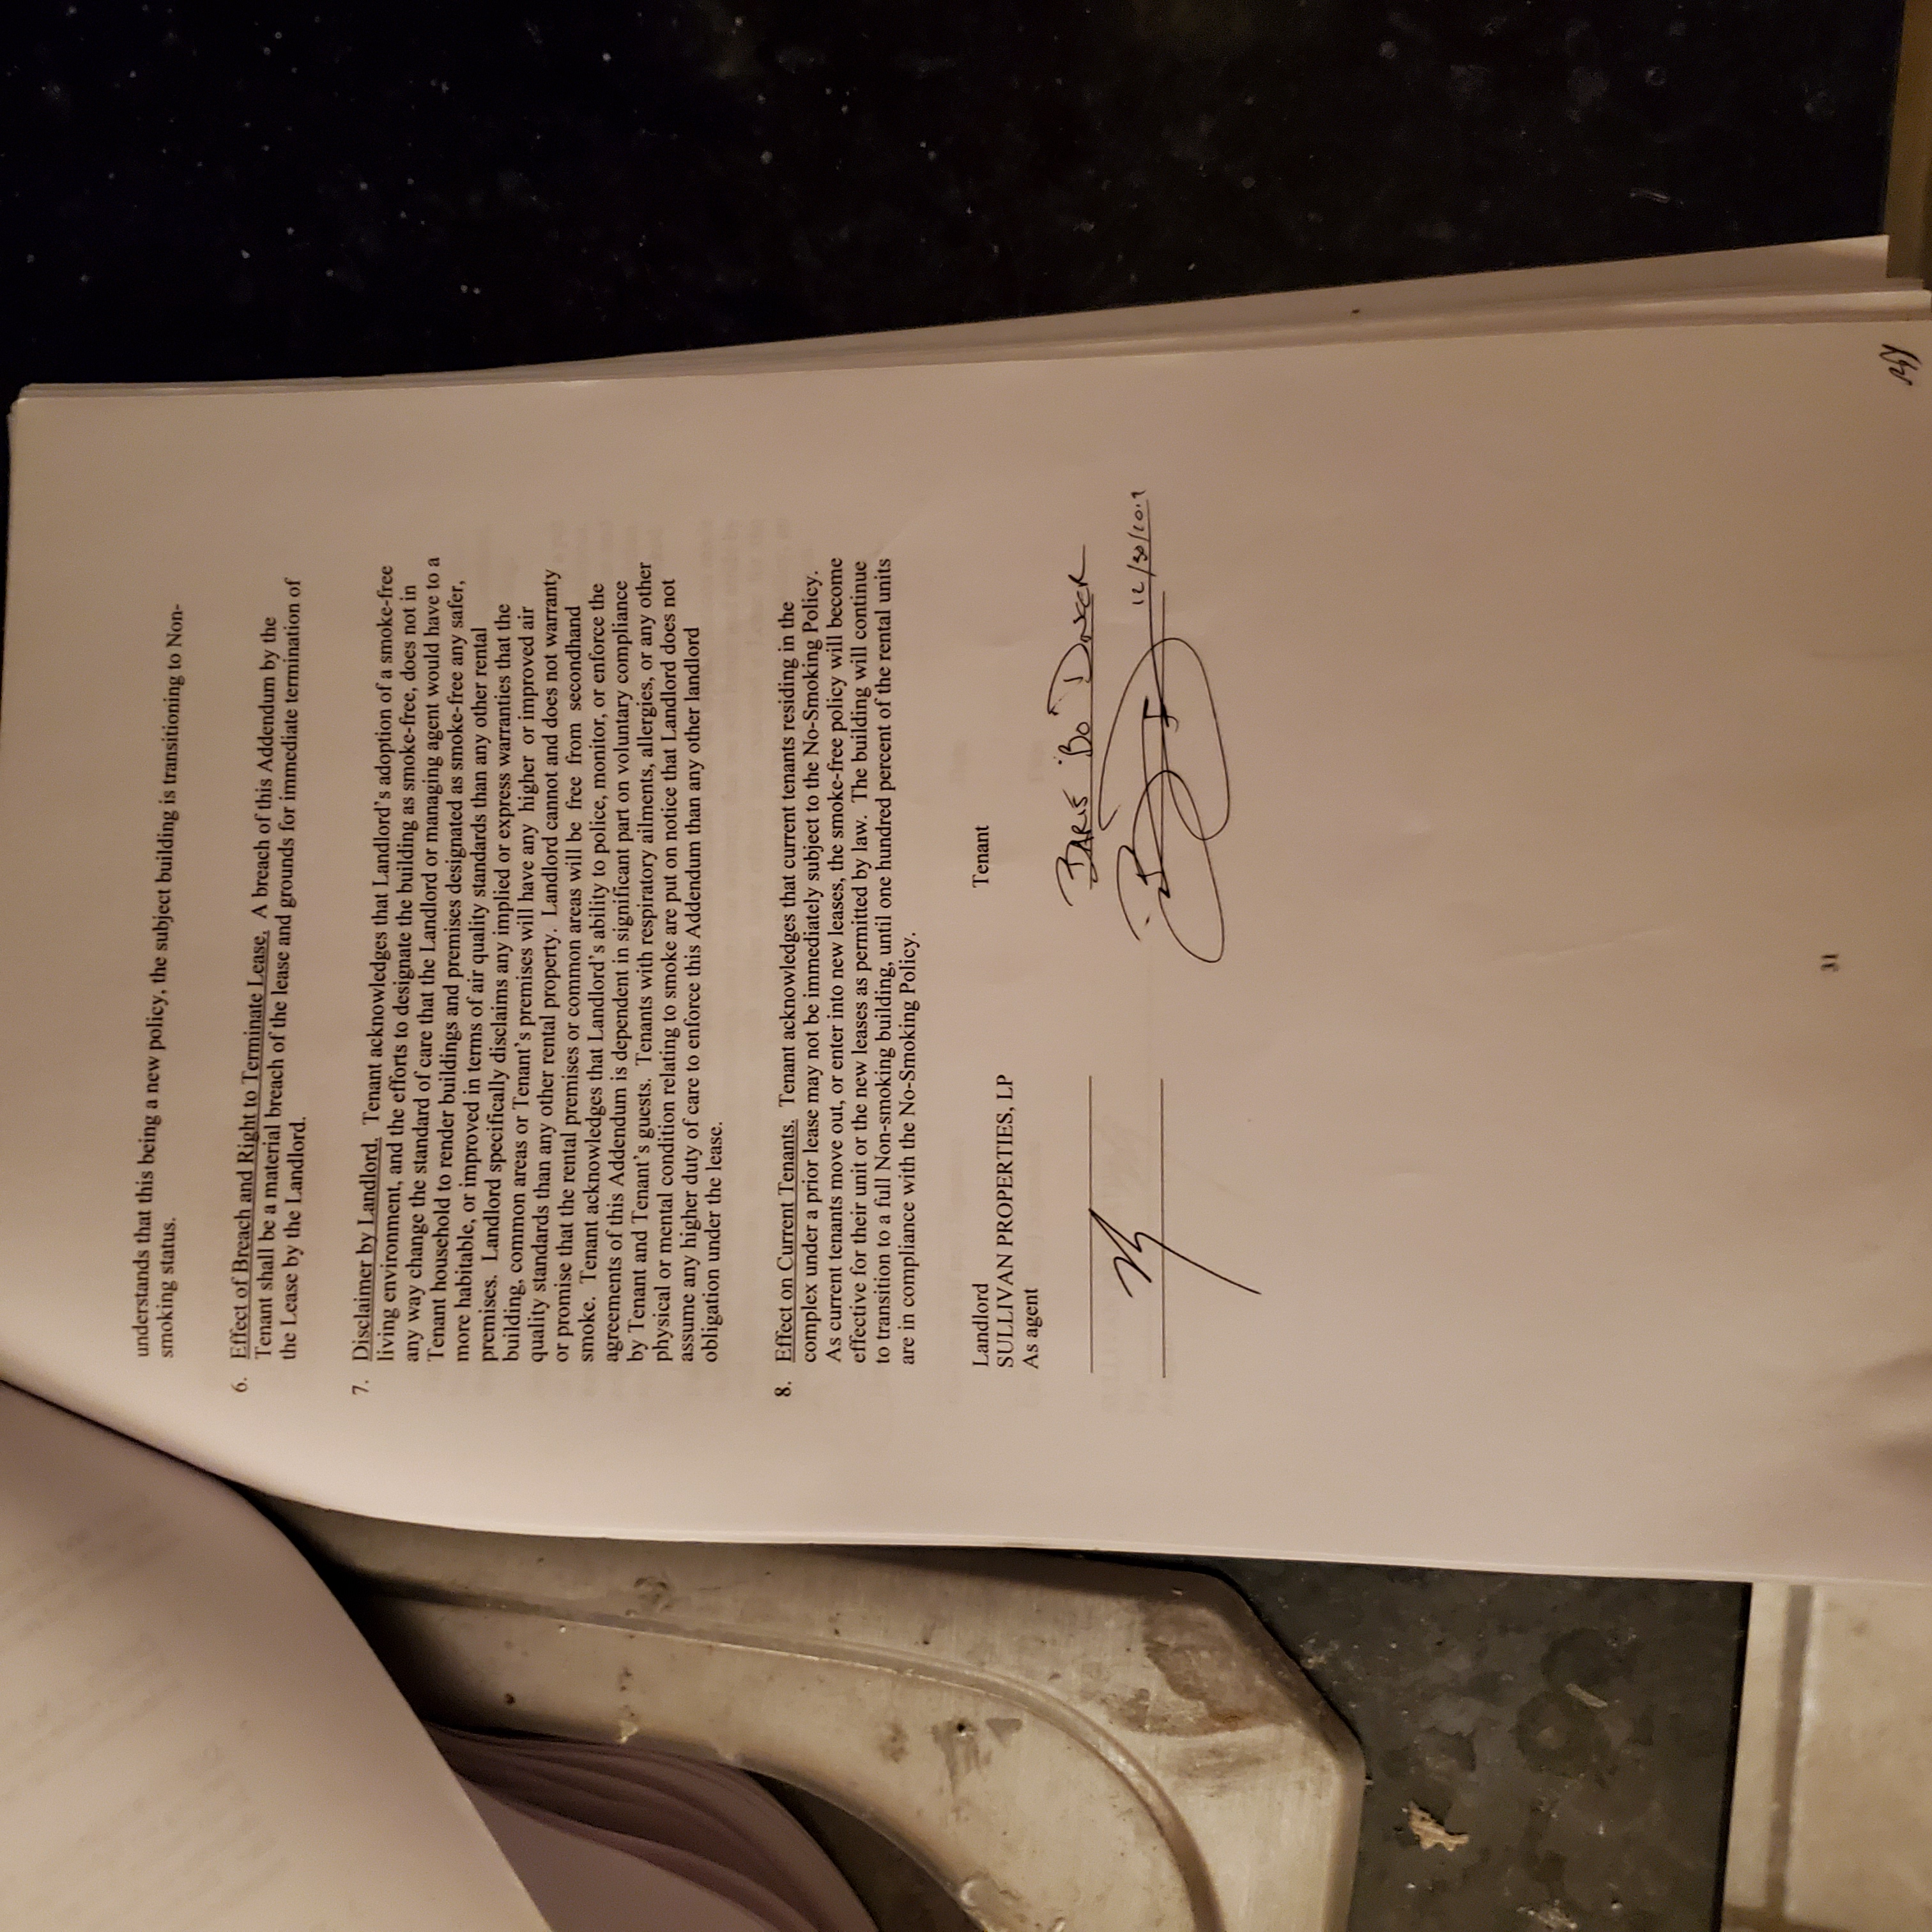 understands that this being a new policy, the subject building is transitioning to Non-
smoking status.
6. Effect of Breach and Right to Terminate Lease. A breach of this Addendum by the
Tenant shall be a material breach of the lease and grounds for immediate termination of
the Lease by the Landlord.
7. Disclaimer by Landlord. Tenant acknowledges that Landlord's adoption of a smoke-free
living environment, and the efforts to designate the building as smoke-free, does not in
any way change the standard of care that the Landlord or managing agent would have to a
Tenant household to render buildings and premises designated as smoke-free any safer,
more habitable, or improved in terms of air quality standards than any other rental
premises. Landlord specifically disclaims any implied or express warranties that the
building, common areas or Tenant's premises will have any higher or improved air
quality standards than any other rental property. Landlord cannot and does not warranty
or promise that the rental premises or common areas will be free from secondhand
smoke. Tenant acknowledges that Landlord's ability to police, monitor, or enforce the
agreements of this Addendum is dependent in significant part on voluntary compliance
by Tenant and Tenant's guests. Tenants with respiratory ailments, allergies, or any other
physical or mental condition relating to smoke are put on notice that Landlord does not
assume any higher duty of care to enforce this Addendum than any other landlord
obligation under the lease.
8. Effect on Current Tenants. Tenant acknowledges that current tenants residing in the
complex under a prior lease may not be immediately subject to the No-Smoking Policy.
As current tenants move out, or enter into new leases, the smoke-free policy will become
effective for their unit or the new leases as permitted by law. The building will continue
to transition to a full Non-smoking building, until one hundred percent of the rental units
are in compliance with the No-Smoking Policy.
Landlord Tenant
SULLIVAN PROPERTIES, LP
As agent
"Bo"
31